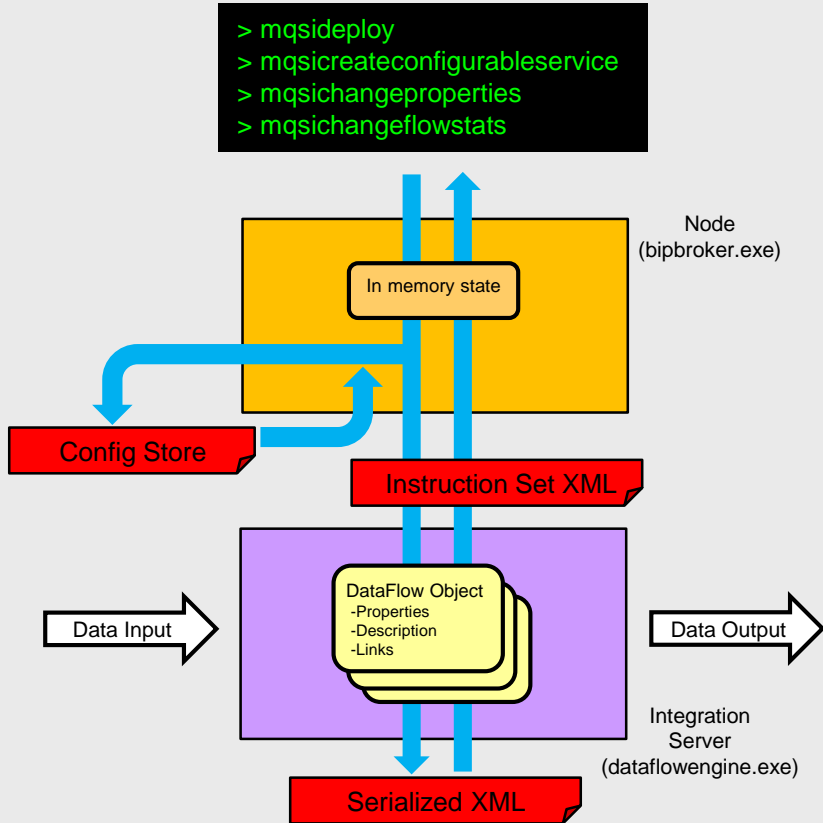 > mqsideploy
> mqsicreateconfigurableservice
> mqsichangeproperties
> mqsichangeflowstats
Node
(bipbroker.exe)
In memory state
Config Store
Instruction Set XML
DataFlow Object
-Properties
-Description
-Links
Data Input
Data Output
Integration
Server
(dataflowengine.exe)
Serialized XML